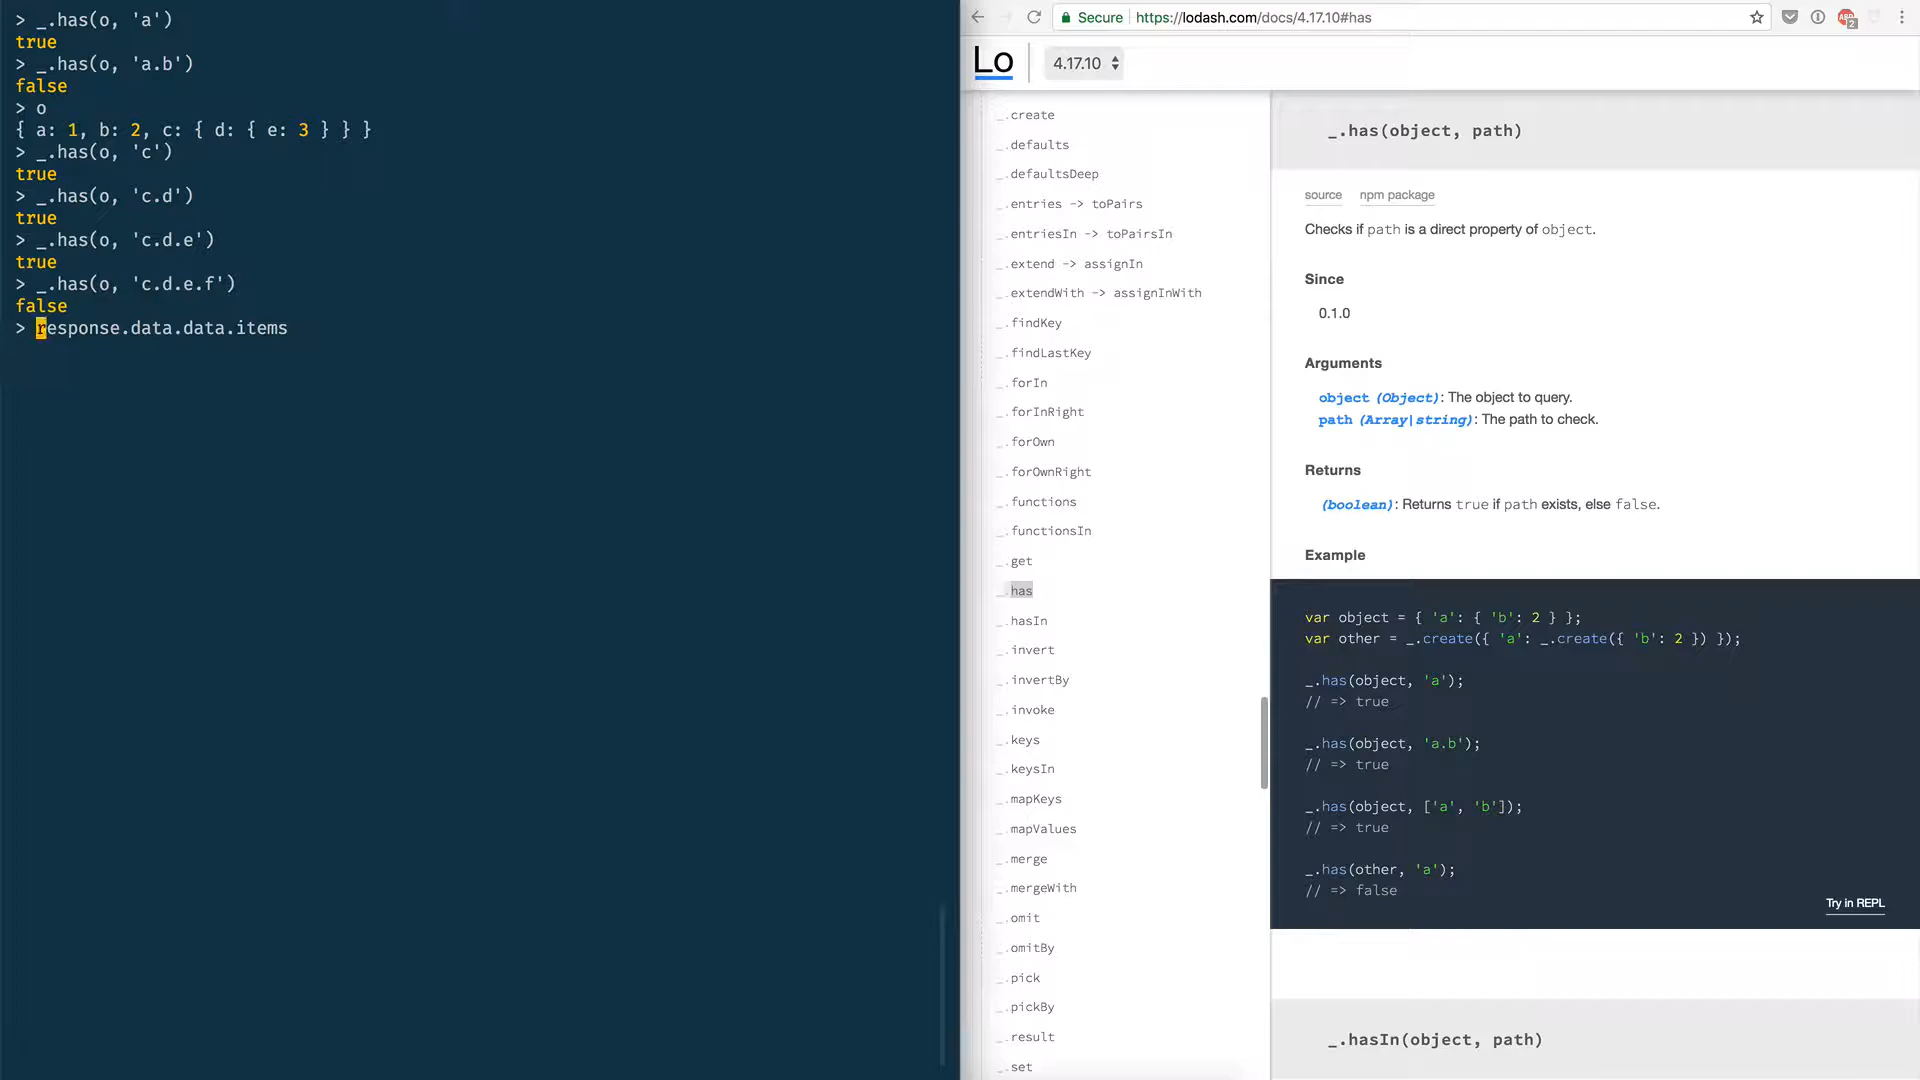 > _.has(o, 'a')
true
> _.has(o, 'a.b')
false
> o
{ a: 1, b: 2, c: { d: { e: 3 } } }
> _.has(o, 'c')
true
> _.has(o, 'c.d')
true
> _.has(o, 'c.d.e')
true
> _.has(o, 'c.d.e.f')
false
> response.data.data.items
Secure https://lodash.com/docs/4.17.10#has
ABP 2
Lo
4.17.10
_.create
_.defaults
_.defaultsDeep
_.entries -> toPairs
_.entriesIn -> toPairsIn
_.extend -> assignIn
_.extendWith -> assignInWith
_.findKey
_.findLastKey
_.forIn
_.forInRight
_.forOwn
_.forOwnRight
_.functions
_.functionsIn
_.get
_.has
_.hasIn
_.invert
_.invertBy
_.invoke
_.keys
_.keysIn
_.mapKeys
_.mapValues
_.merge
_.mergeWith
_.omit
_.omitBy
_.pick
_.pickBy
_.result
_.set
_.has(object, path)
source npm package
Checks if path is a direct property of object.
Since
0.1.0
Arguments
object (Object): The object to query.
path (Array|string): The path to check.
Returns
(boolean): Returns true if path exists, else false.
Example
var object = { 'a': { 'b': 2 } };
var other = _.create({ 'a': _.create({ 'b': 2 }) });
_.has(object, 'a');
// => true
_.has(object, 'a.b');
// => true
_.has(object, ['a', 'b']);
// => true
_.has(other, 'a');
// => false
Try in REPL
_.hasIn(object, path)